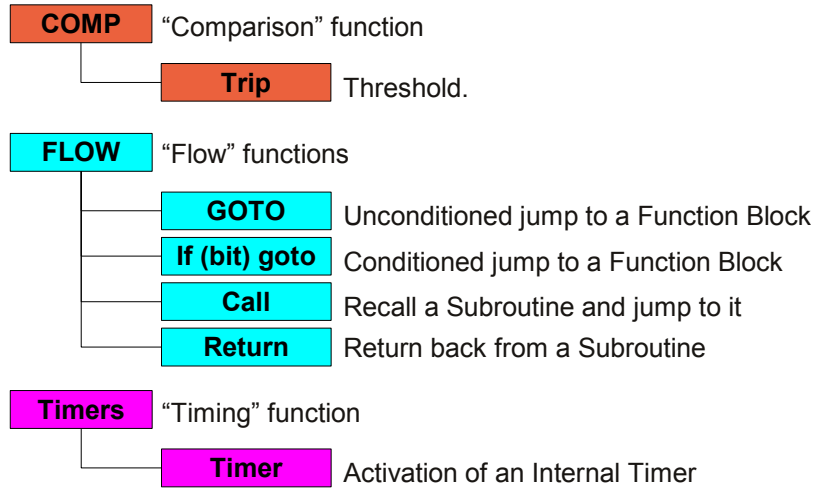 COMP “Comparison” function
Trip Threshold.
FLOW “Flow” functions
GOTO Unconditioned jump to a Function Block
If (bit) goto Conditioned jump to a Function Block
Call Recall a Subroutine and jump to it
Return Return back from a Subroutine
Timers “Timing” function
Timer Activation of an Internal Timer